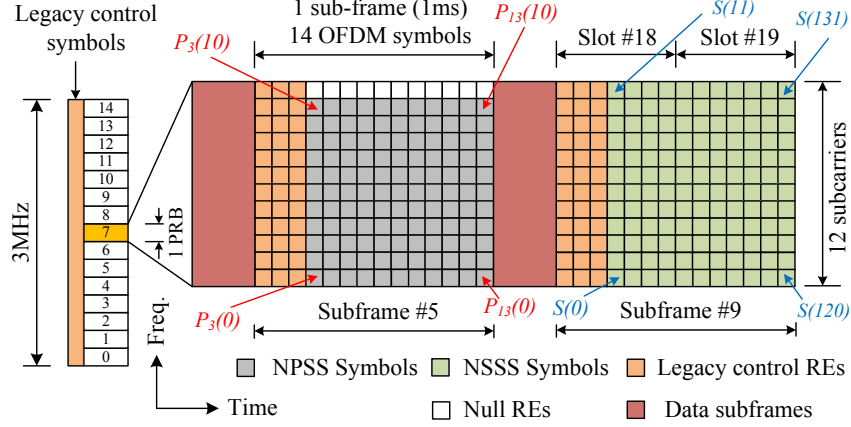 Legacy control
symbols
1 sub-frame (1ms)
14 OFDM symbols
P3(10)
P13(10)
S(11)
S(131)
Slot #18
Slot #19
3MHz
14
13
12
11
10
9
8
7
6
5
4
3
2
1
0
1 PRB
12 subcarriers
P3(0)
P13(0)
S(0)
S(120)
Subframe #5
Subframe #9
Freq.
Time
NPSS Symbols
NSSS Symbols
Legacy control REs
Null REs
Data subframes